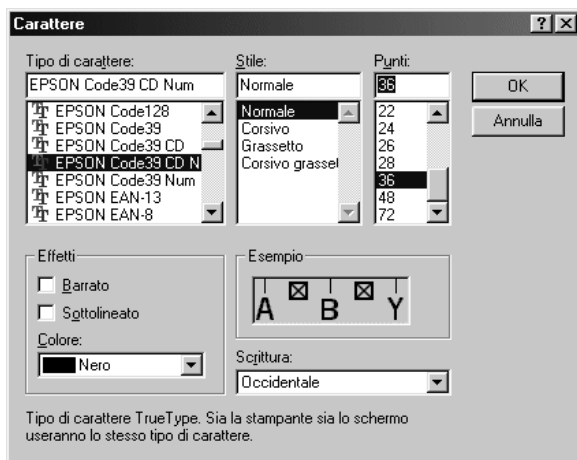 Carattere
Tipo di carattere:
EPSON Code39 CD Num
EPSON Code128
EPSON Code39
EPSON Code39 CD
EPSON Code39 CD N
EPSON Code39 Num
EPSON EAN-13
EPSON EAN-8
Stile:
Normale
Normale
Corsivo
Grassetto
Corsivo grasset
Punti:
36
22
24
26
28
36
48
72
OK
Annulla
Effetti
Barrato
Sottolineato
Colore:
Nero
Esempio
A B Y
Scrittura:
Occidentale
Tipo di carattere TrueType. Sia la stampante sia lo schermo
useranno lo stesso tipo di carattere.